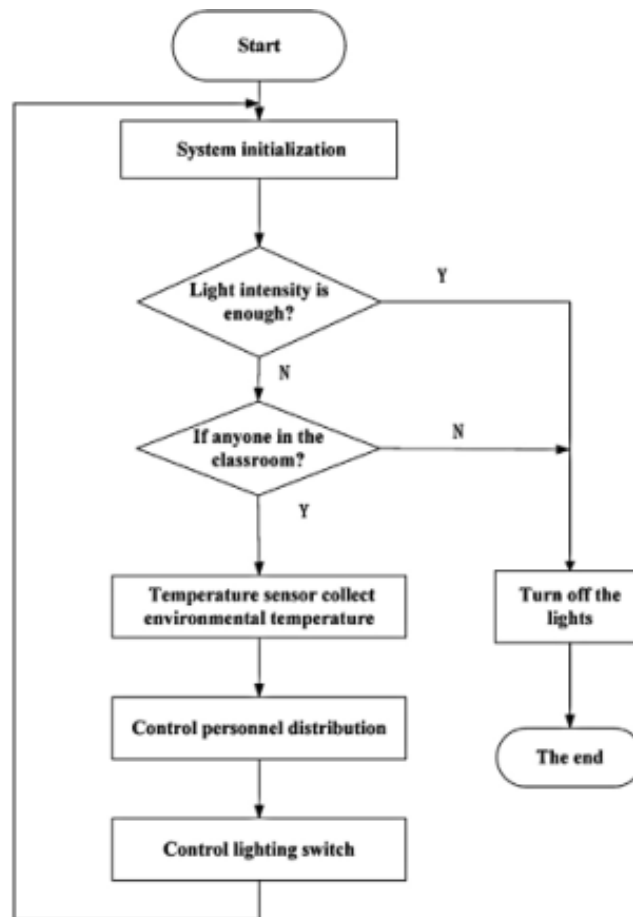 Start
System initialization
Light intensity is
enough?
Y
N
If anyone in the
classroom?
N
Y
Temperature sensor collect
environmental temperature
Turn off the
lights
Control personnel distribution
The end
Control lighting switch